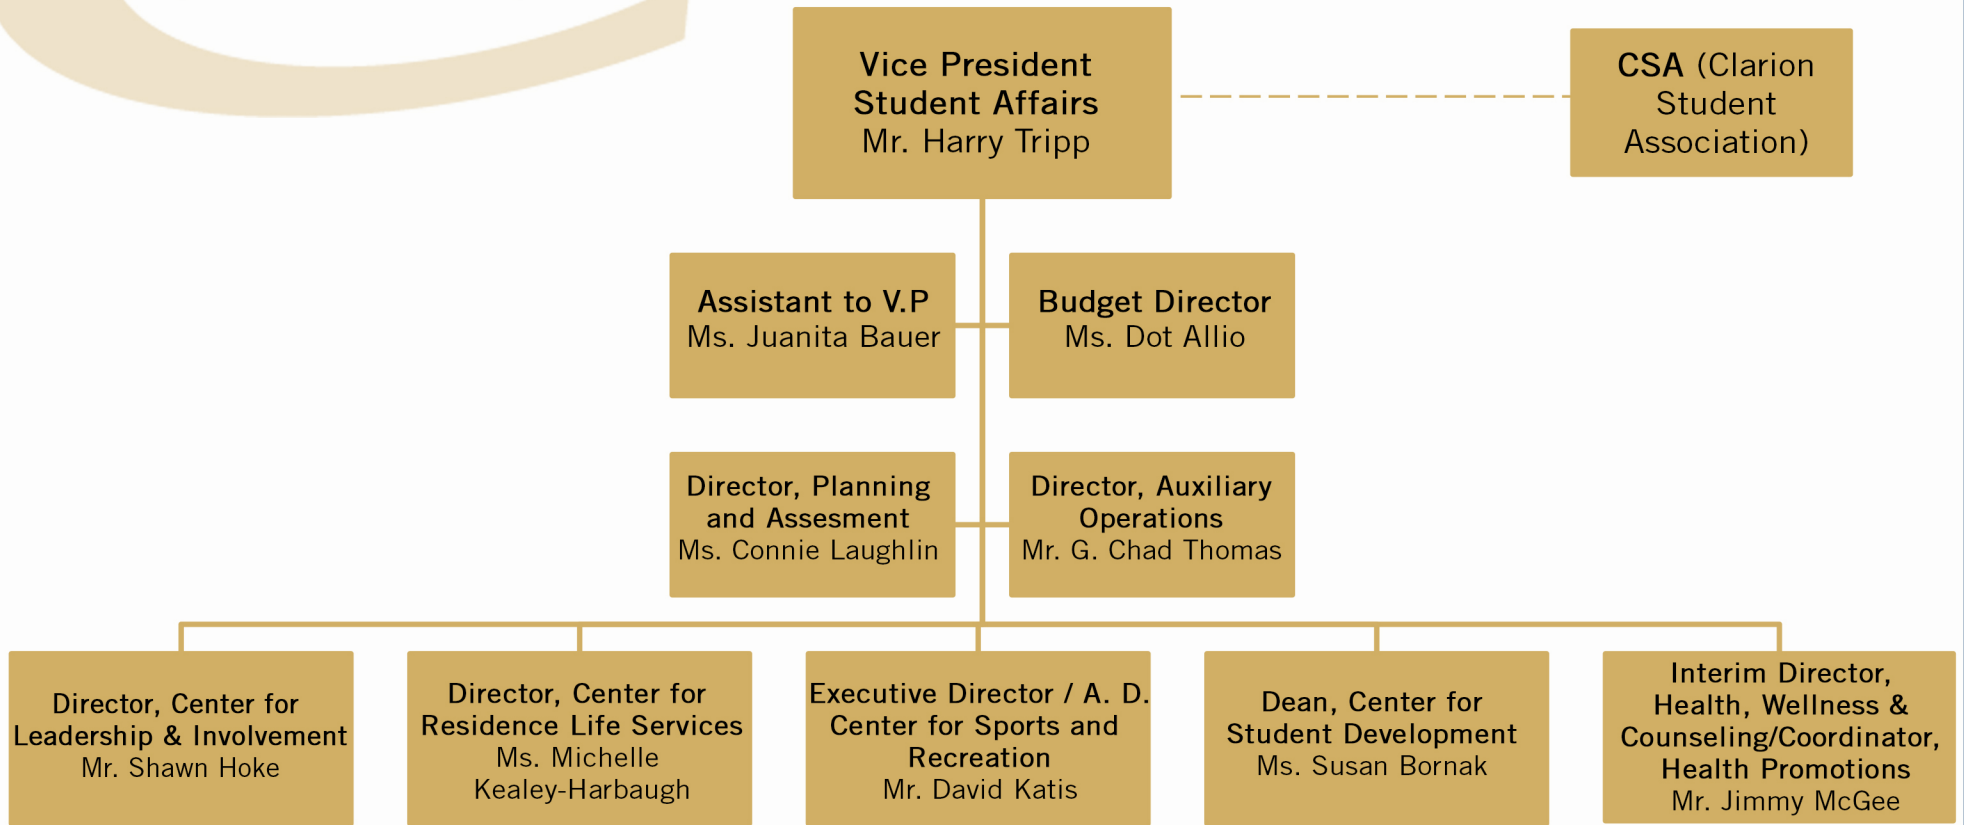 Vice President
Student Affairs
Mr. Harry Tripp
CSA (Clarion
Student
Association)
Assistant to V.P
Ms. Juanita Bauer
Budget Director
Ms. Dot Allio
Director, Planning
and Assesment
Ms. Connie Laughlin
Director, Auxiliary
Operations
Mr. G. Chad Thomas
Director, Center for
Leadership & Involvement
Mr. Shawn Hoke
Director, Center for
Residence Life Services
Ms. Michelle
Kealey-Harbaugh
Executive Director / A. D.
Center for Sports and
Recreation
Mr. David Katis
Dean, Center for
Student Development
Ms. Susan Bornak
Interim Director,
Health, Wellness &
Counseling/Coordinator,
Health Promotions
Mr. Jimmy McGee